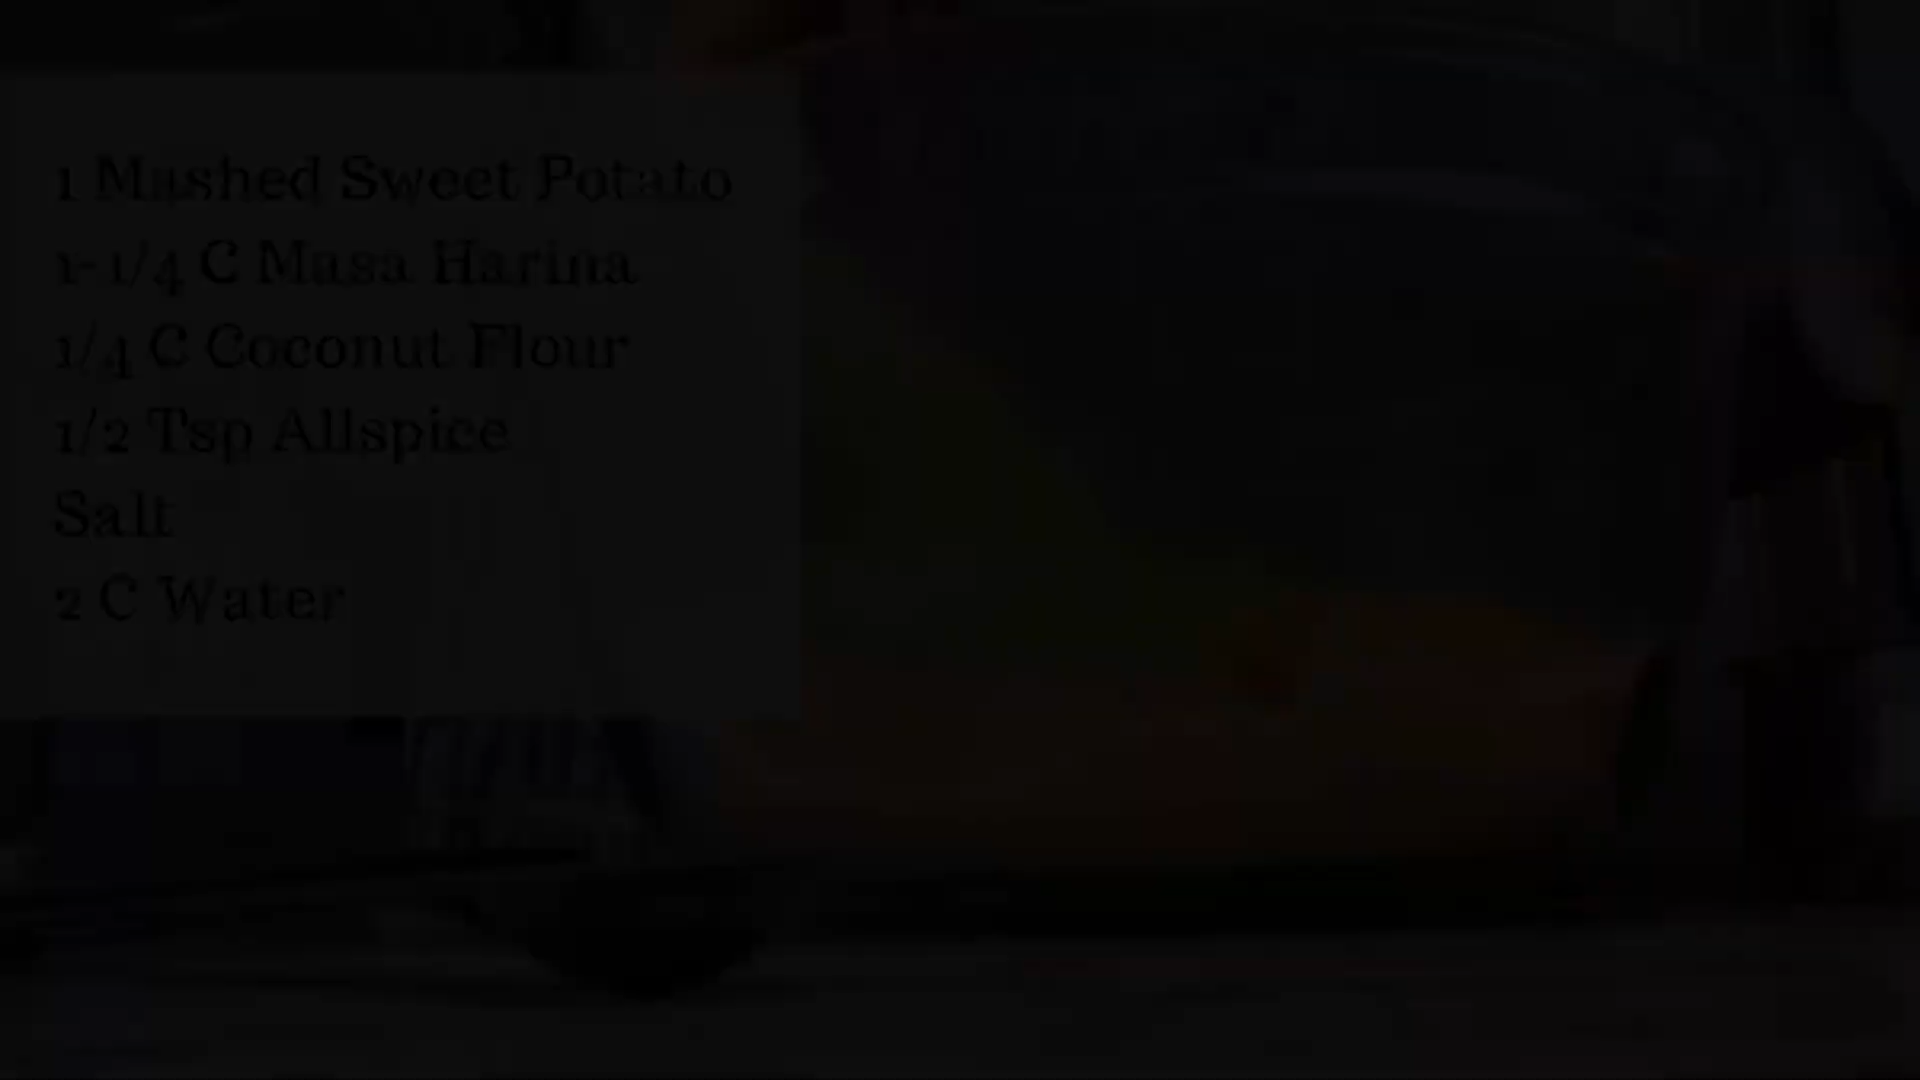 1 Mashed Sweet Potato
1-1/4 C Masa Harina
1/4 C Coconut Flour
1/2 Tsp Allspice
Salt
2 C Water